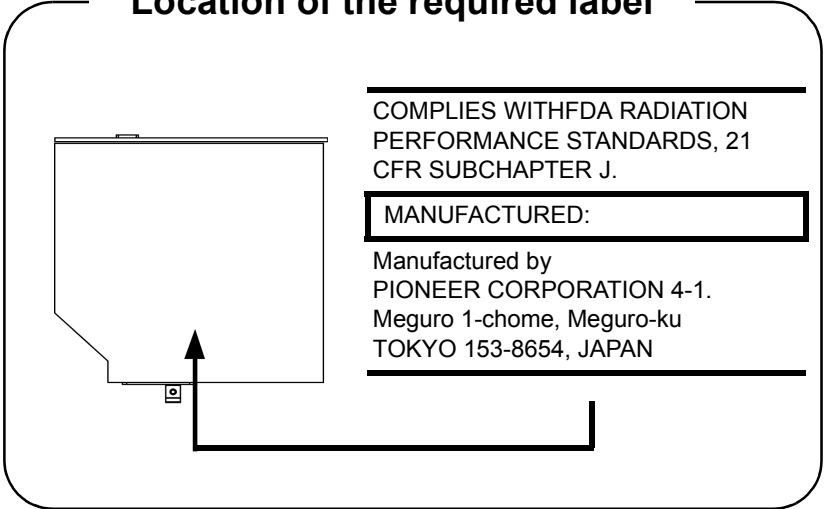 Location of the required label
COMPLIES WITHFDA RADIATION
PERFORMANCE STANDARDS, 21
CFR SUBCHAPTER J.
MANUFACTURED:
Manufactured by
PIONEER CORPORATION 4-1.
Meguro 1-chome, Meguro-ku
TOKYO 153-8654, JAPAN